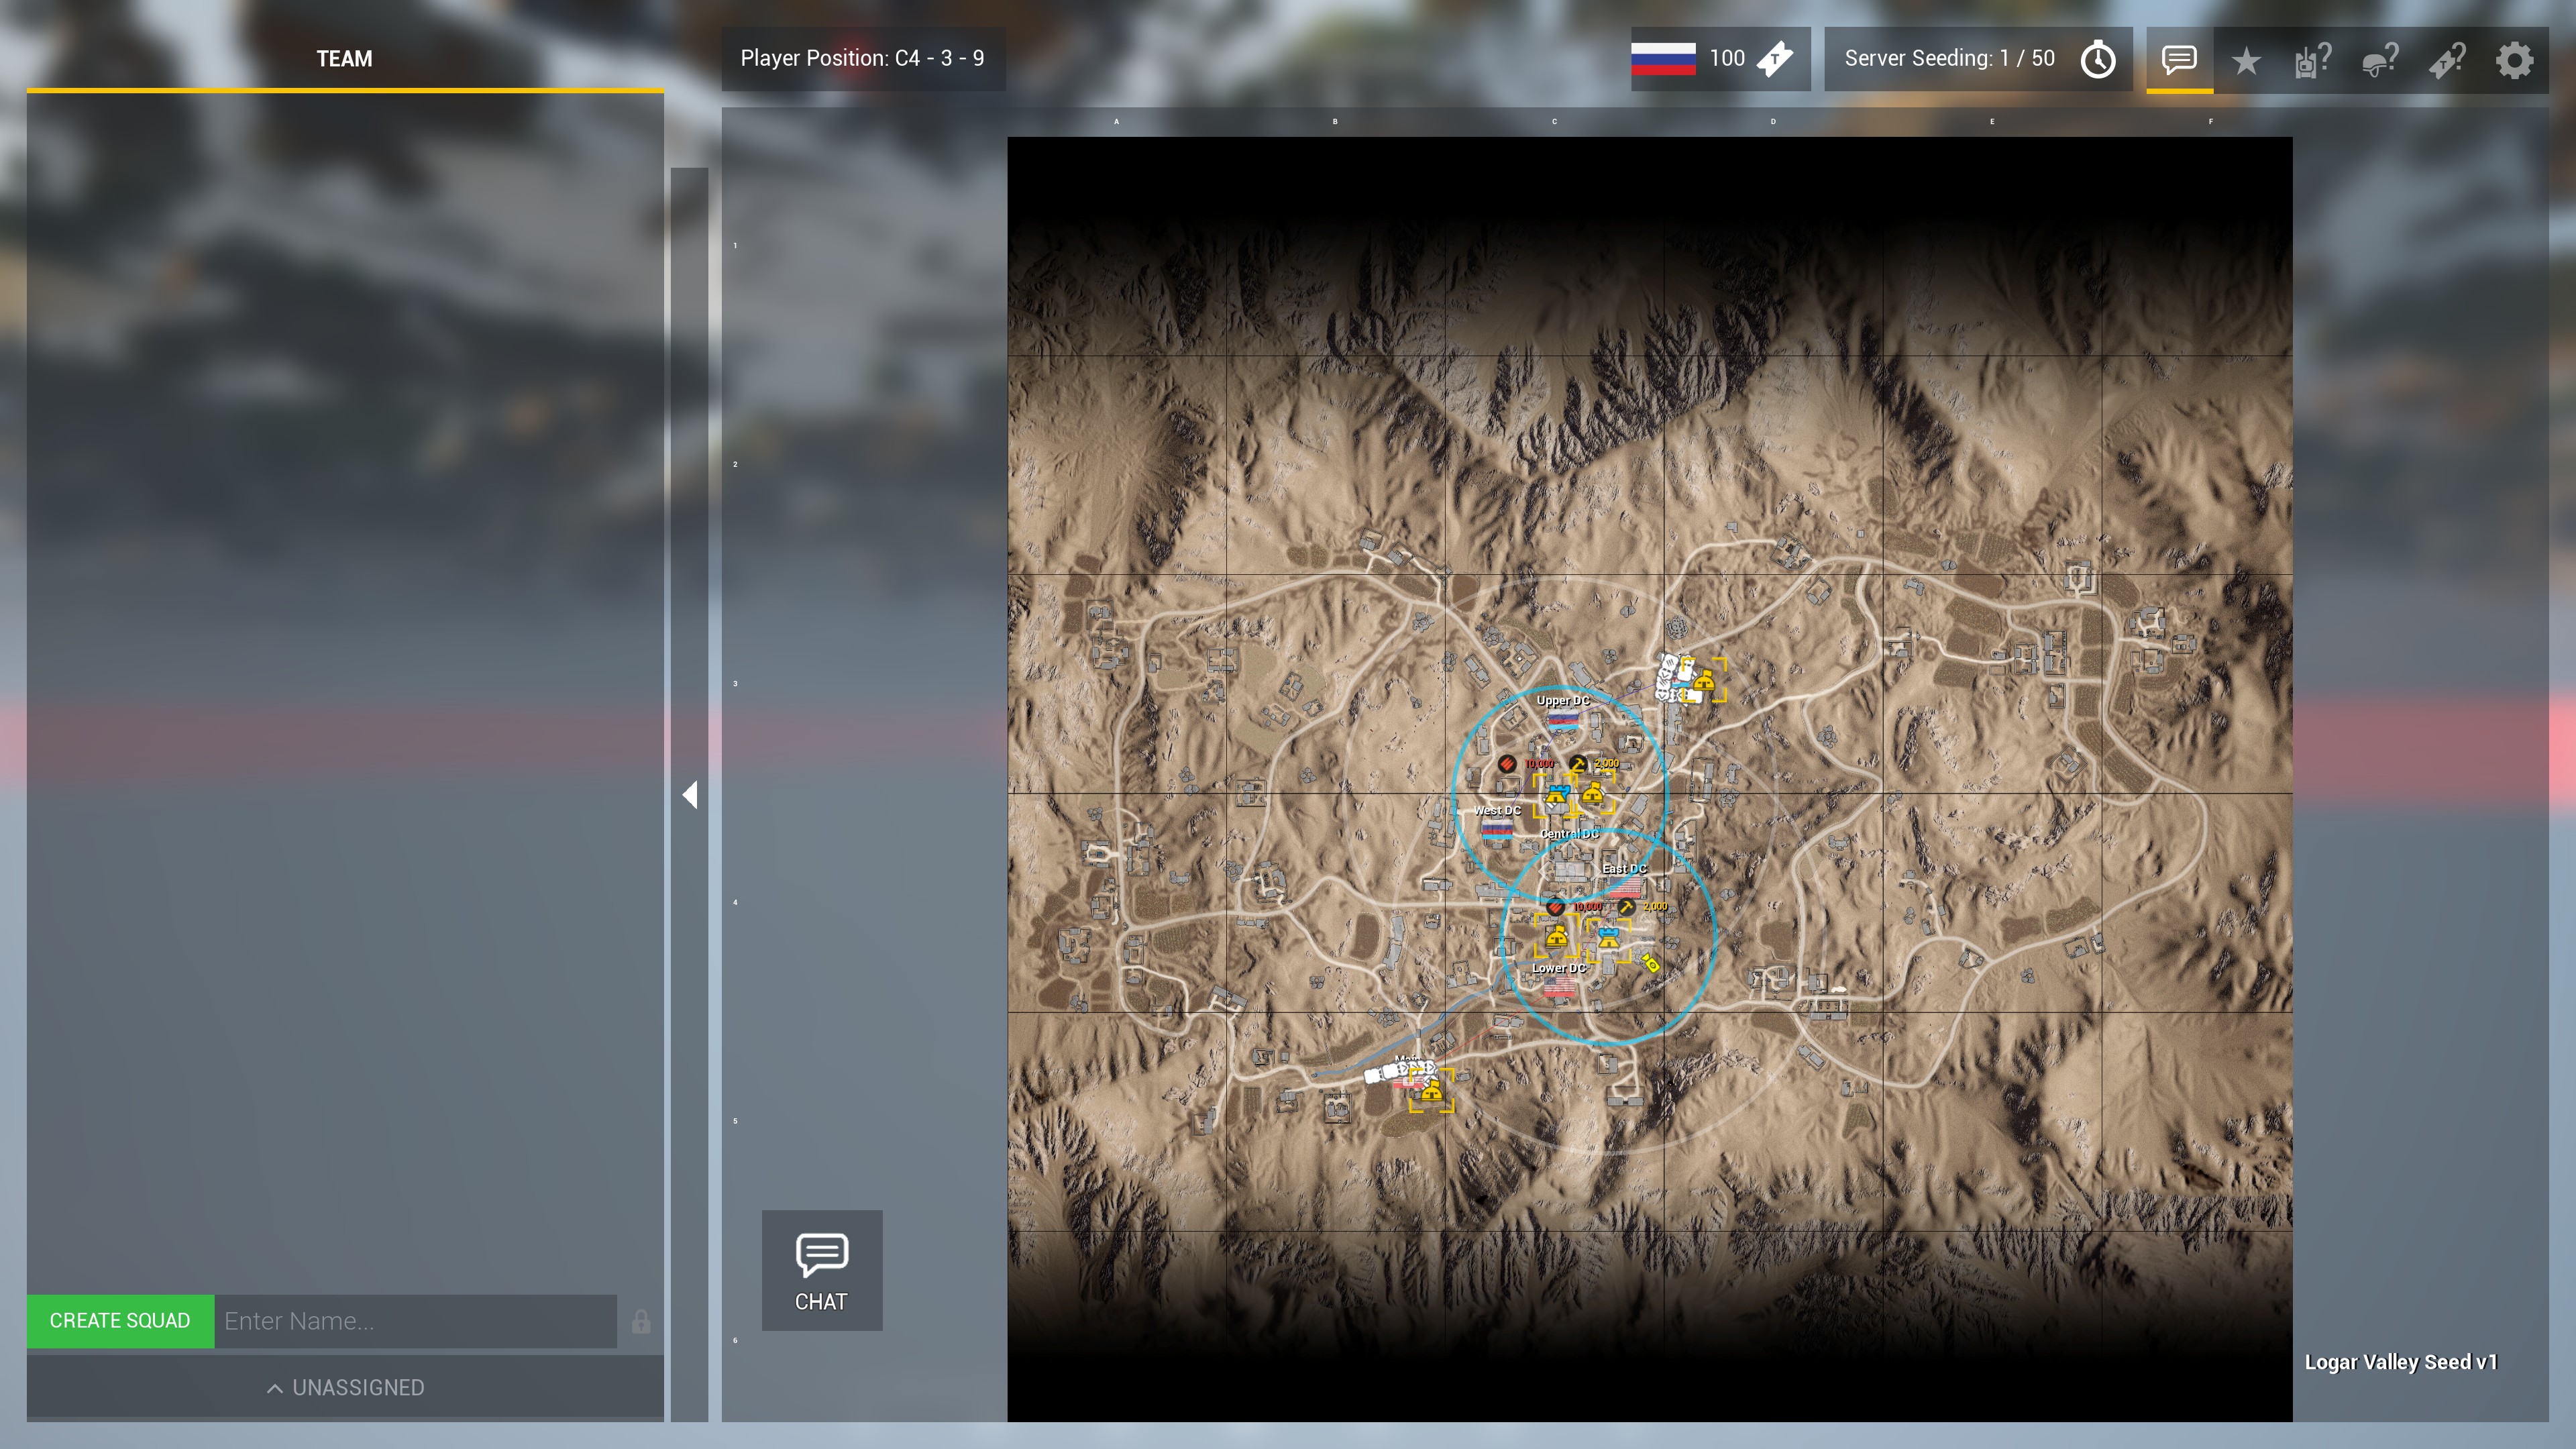 TEAM
Player Position: C4 - 3 - 9
100
T
Server Seeding: 1 / 50
?
?
T?
A
B
C
D
E
F
1
2
3
4
5
6
Upper DC
10,000
2,000
West DC
Central DC
East DC
10,000
2,000
Lower DC
Main
CHAT
CREATE SQUAD
Enter Name...
UNASSIGNED
Logar Valley Seed v1